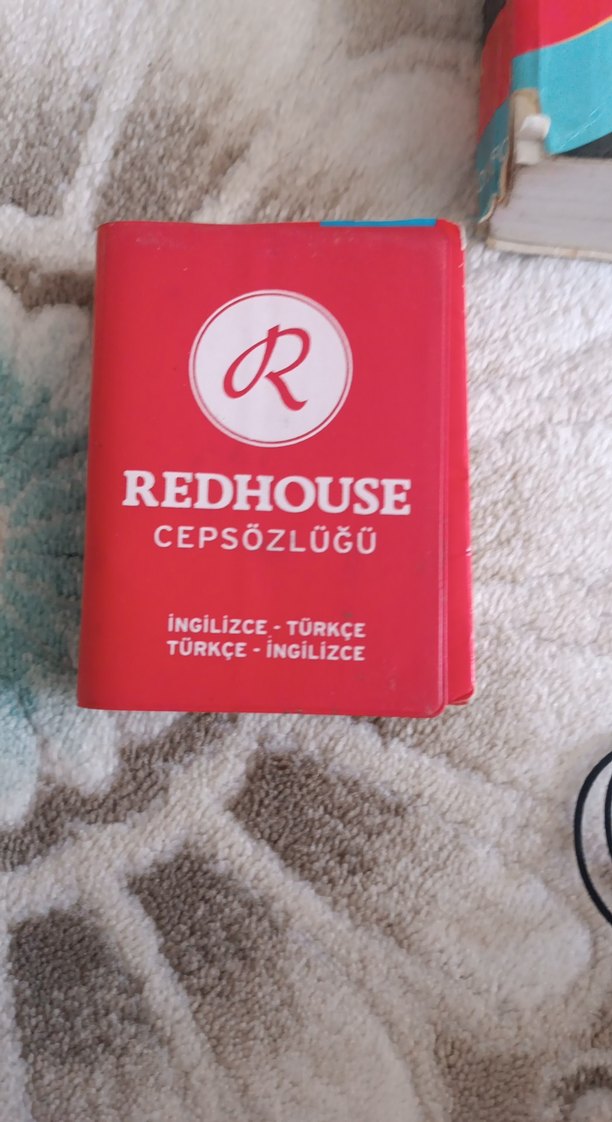 R
REDHOUSE
CEPSÖZLÜĞÜ
İNGİLİZCE - TÜRKÇE
TÜRKÇE - İNGİLİZCE